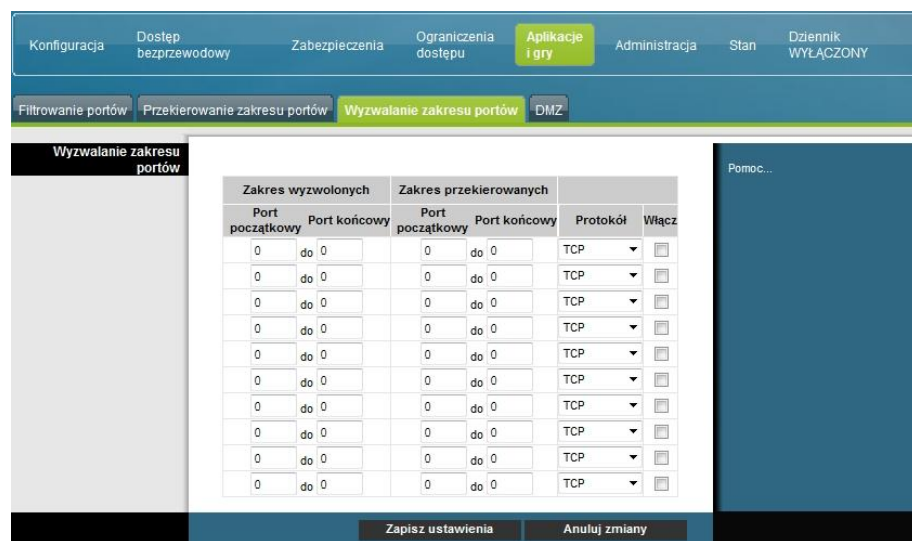 Konfiguracja
Dostęp
bezprzewodowy
Zabezpieczenia
Ograniczenia
dostępu
Aplikacje
i gry
Administracja
Stan
Dziennik
WYŁĄCZONY
Filtrowanie portów
Przekierowanie zakresu portów
Wyzwalanie zakresu portów
DMZ
Wyzwalanie zakresu
portów
Pomoc...
Zakres wyzwolonych
Zakres przekierowanych
Port
początkowy
Port końcowy
Port
początkowy
Port końcowy
Protokół
Włącz
0 do 0 0 do 0 TCP
0 do 0 0 do 0 TCP
0 do 0 0 do 0 TCP
0 do 0 0 do 0 TCP
0 do 0 0 do 0 TCP
0 do 0 0 do 0 TCP
0 do 0 0 do 0 TCP
0 do 0 0 do 0 TCP
0 do 0 0 do 0 TCP
0 do 0 0 do 0 TCP
Zapisz ustawienia
Anuluj zmiany